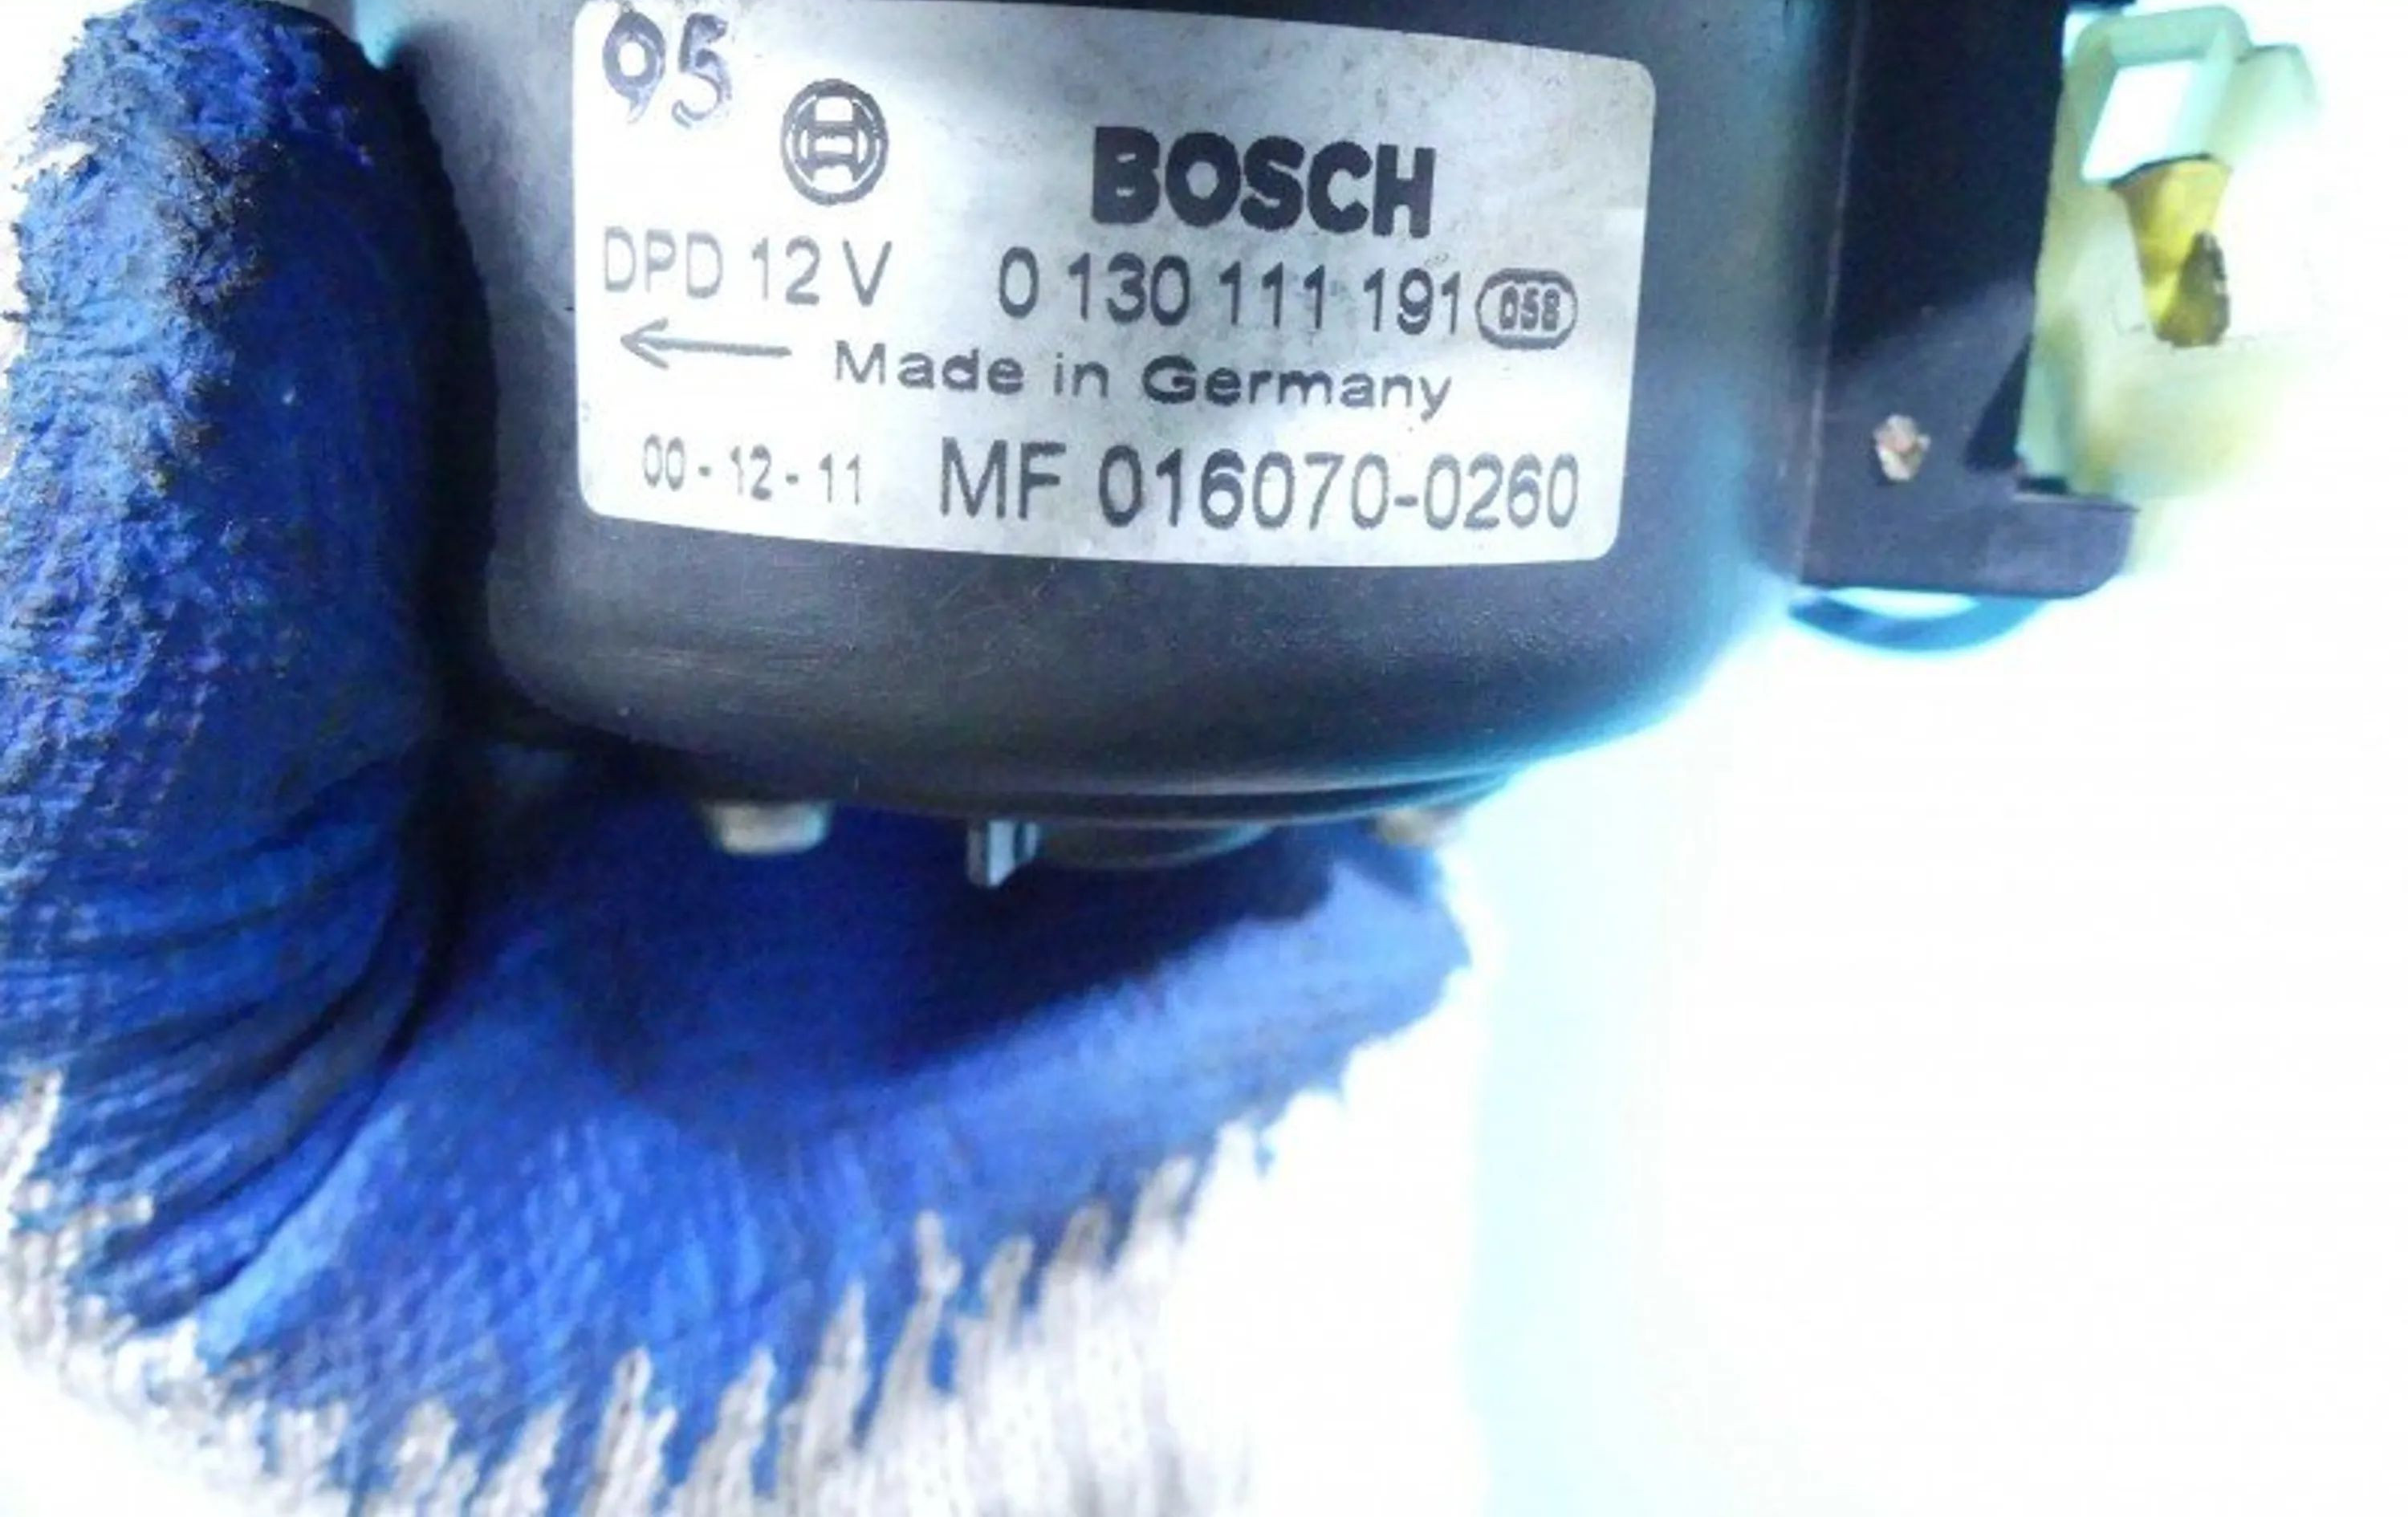 95
BOSCH
DPD 12 V 0 130 111 191 058
Made in Germany
00-12-11 MF 016070-0260